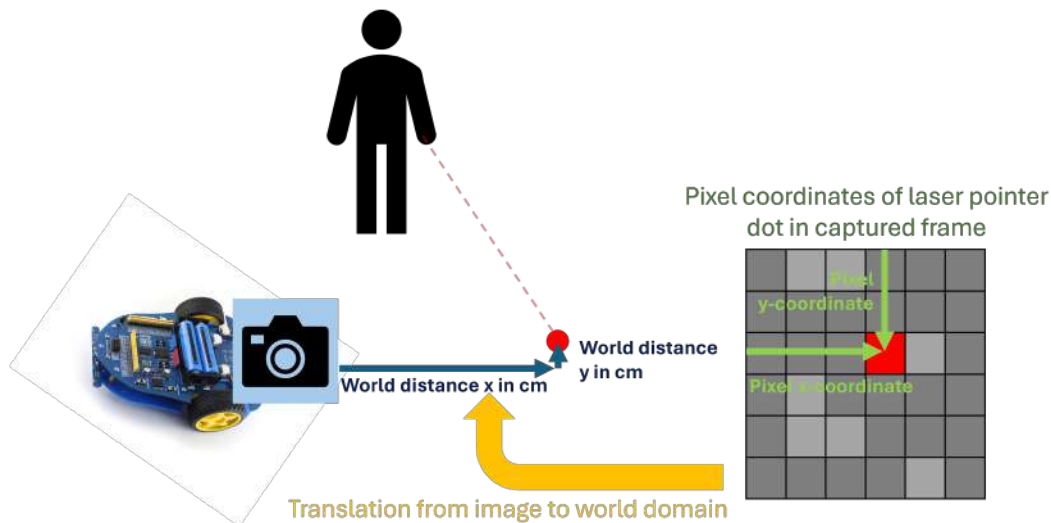 Pixel coordinates of laser pointer
dot in captured frame
Pixel
y-coordinate
World distance
y in cm
World distance x in cm
Pixel x-coordinate
Translation from image to world domain